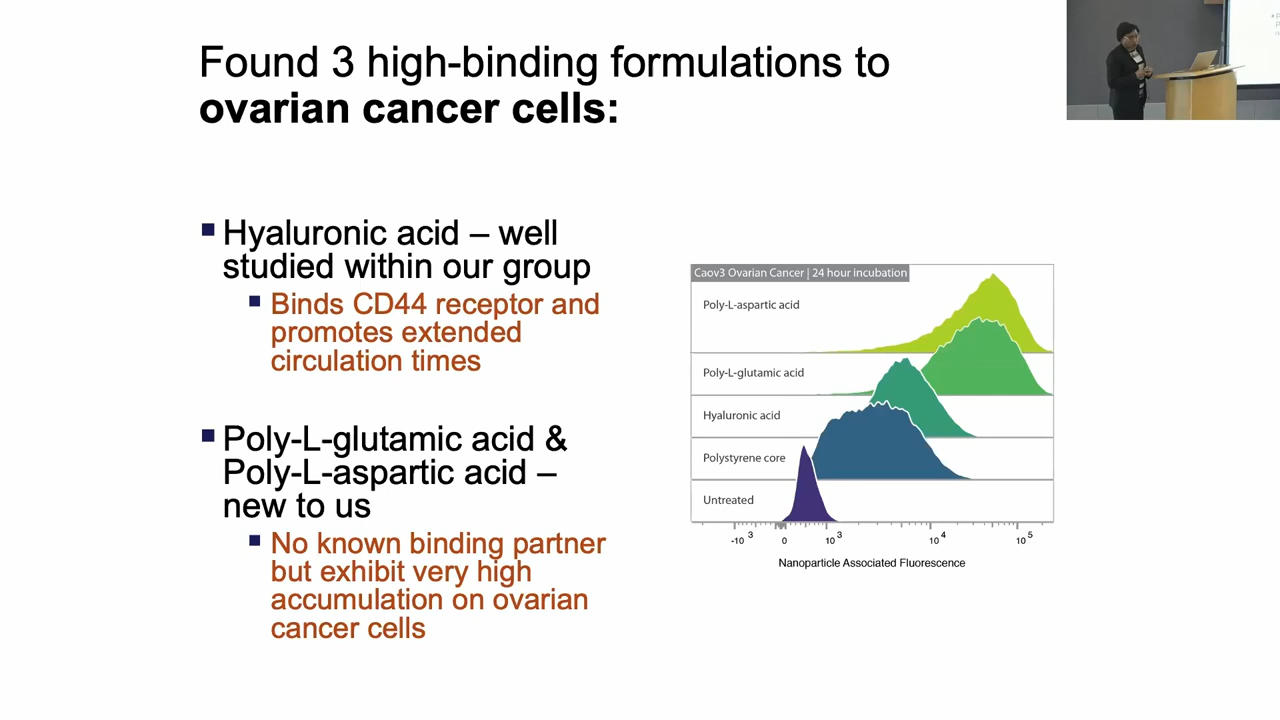 Found 3 high-binding formulations to
ovarian cancer cells:
Hyaluronic acid – well
studied within our group
Binds CD44 receptor and
promotes extended
circulation times
Poly-L-glutamic acid &
Poly-L-aspartic acid –
new to us
No known binding partner
but exhibit very high
accumulation on ovarian
cancer cells
Caov3 Ovarian Cancer | 24 hour incubation
Poly-L-aspartic acid
Poly-L-glutamic acid
Hyaluronic acid
Polystyrene core
Untreated
-10 3 0 10 3 10 4 10 5
Nanoparticle Associated Fluorescence